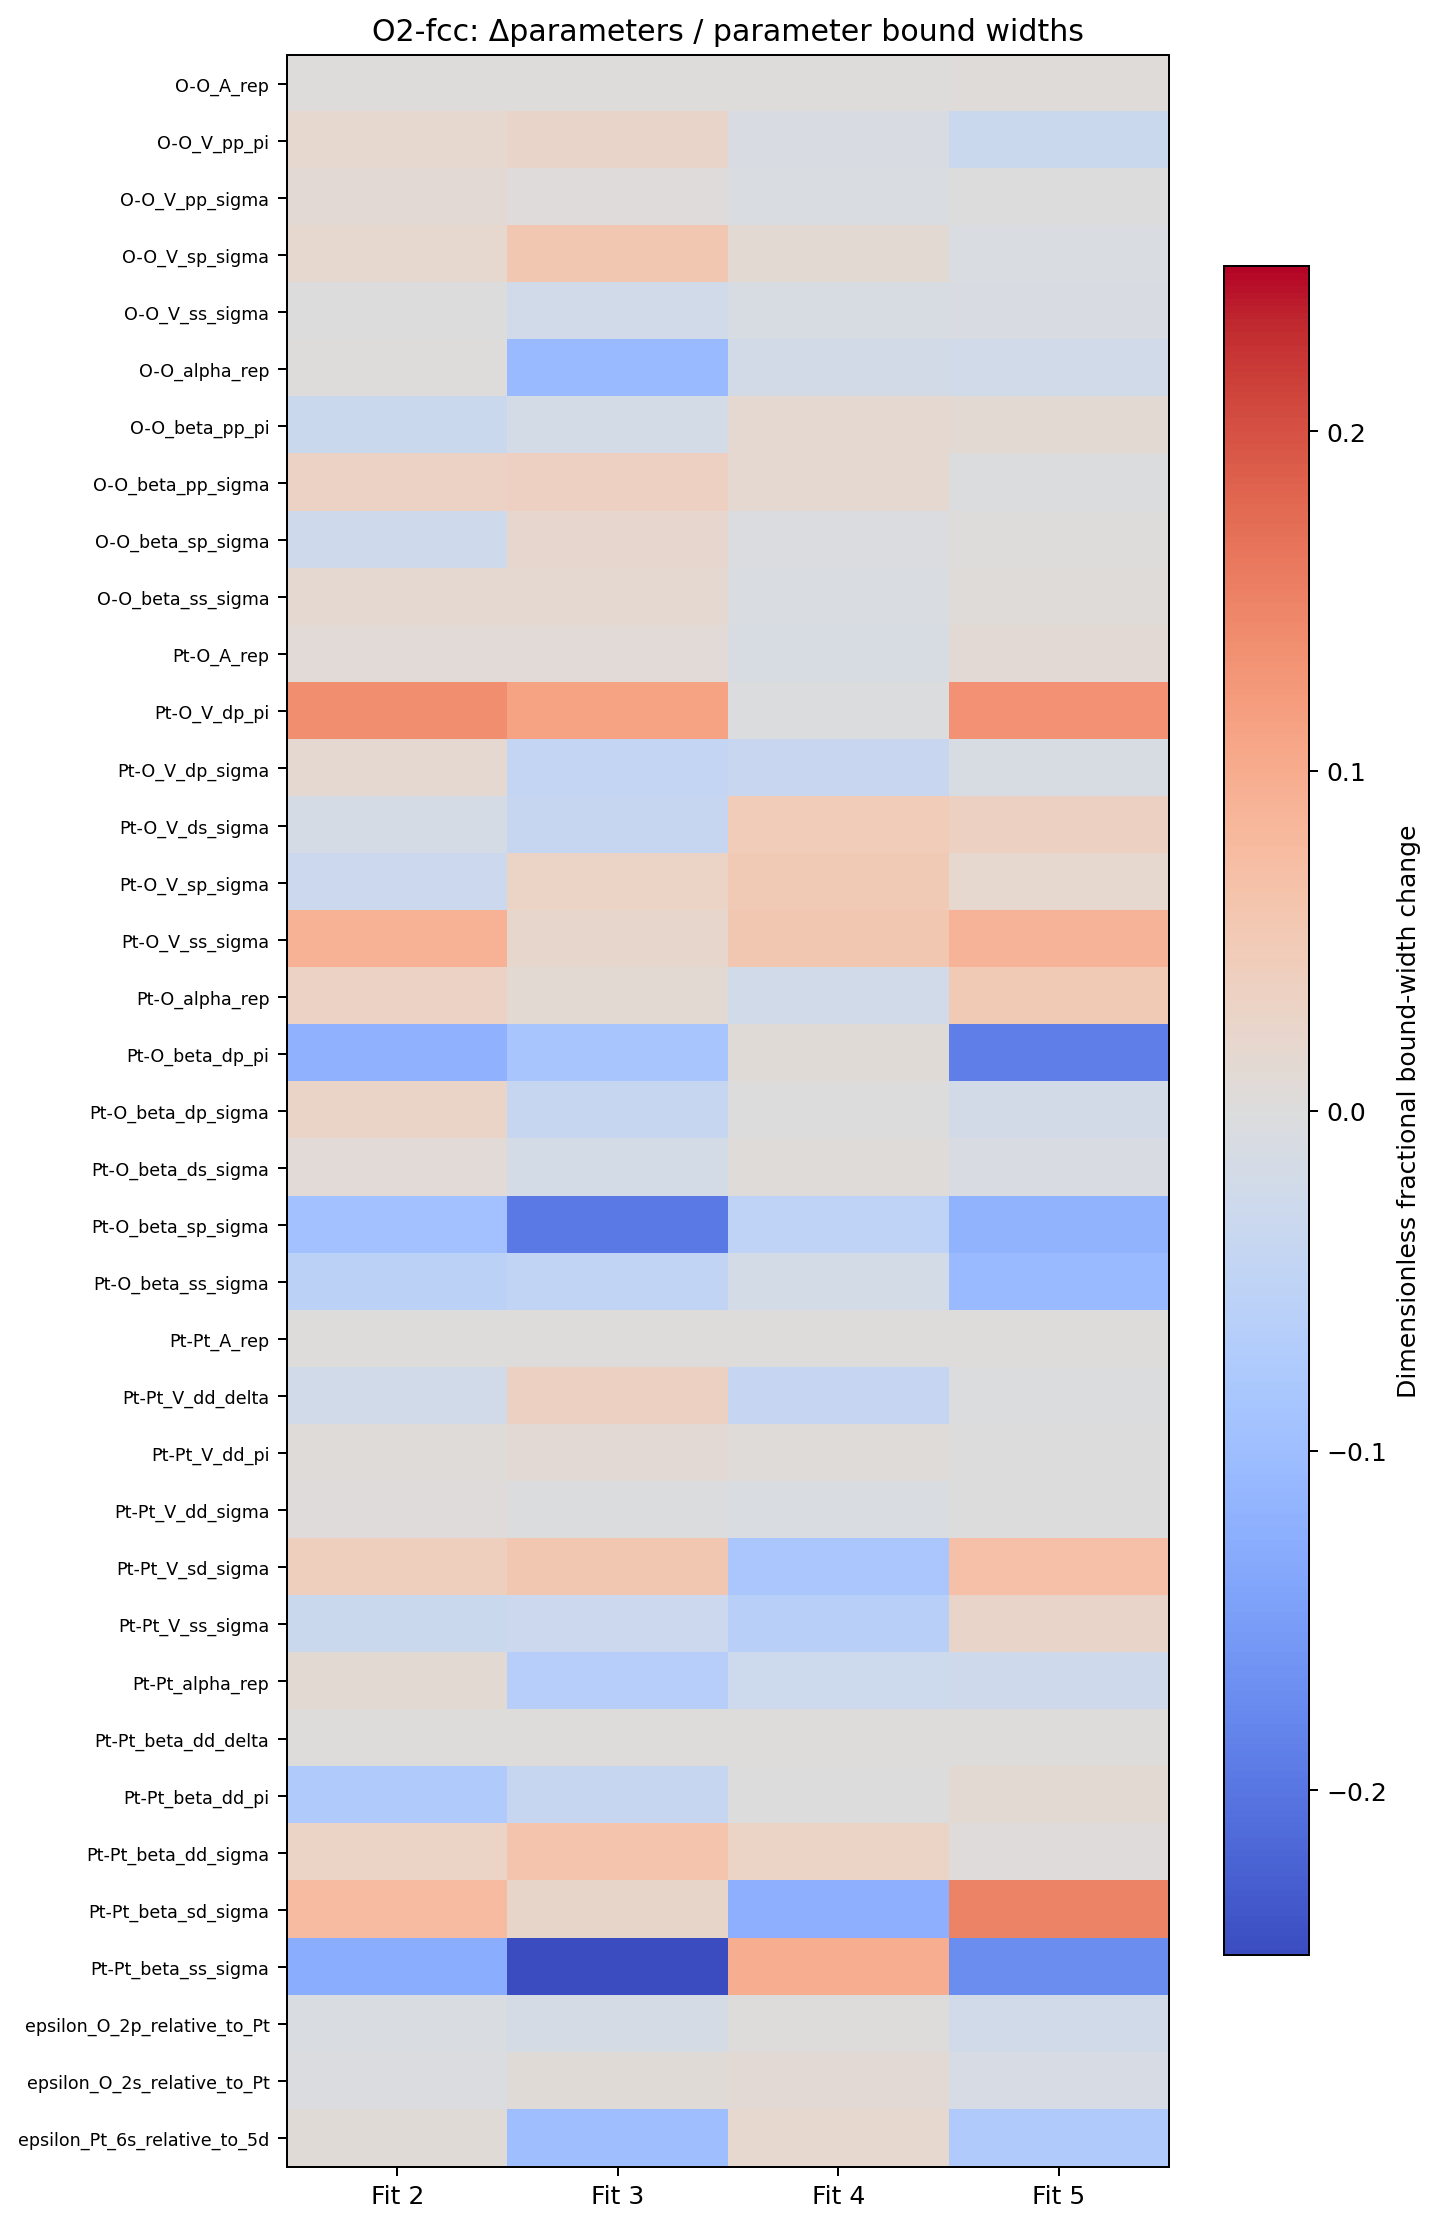 O2-fcc: Δparameters / parameter bound widths
O-O_A_rep
O-O_V_pp_pi
O-O_V_pp_sigma
O-O_V_sp_sigma
O-O_V_ss_sigma
O-O_alpha_rep
O-O_beta_pp_pi
O-O_beta_pp_sigma
O-O_beta_sp_sigma
O-O_beta_ss_sigma
Pt-O_A_rep
Pt-O_V_dp_pi
Pt-O_V_dp_sigma
Pt-O_V_ds_sigma
Pt-O_V_sp_sigma
Pt-O_V_ss_sigma
Pt-O_alpha_rep
Pt-O_beta_dp_pi
Pt-O_beta_dp_sigma
Pt-O_beta_ds_sigma
Pt-O_beta_sp_sigma
Pt-O_beta_ss_sigma
Pt-Pt_A_rep
Pt-Pt_V_dd_delta
Pt-Pt_V_dd_pi
Pt-Pt_V_dd_sigma
Pt-Pt_V_sd_sigma
Pt-Pt_V_ss_sigma
Pt-Pt_alpha_rep
Pt-Pt_beta_dd_delta
Pt-Pt_beta_dd_pi
Pt-Pt_beta_dd_sigma
Pt-Pt_beta_sd_sigma
Pt-Pt_beta_ss_sigma
epsilon_O_2p_relative_to_Pt
epsilon_O_2s_relative_to_Pt
epsilon_Pt_6s_relative_to_5d
Fit 2
Fit 3
Fit 4
Fit 5
0.2
0.1
0.0
−0.1
−0.2
Dimensionless fractional bound-width change